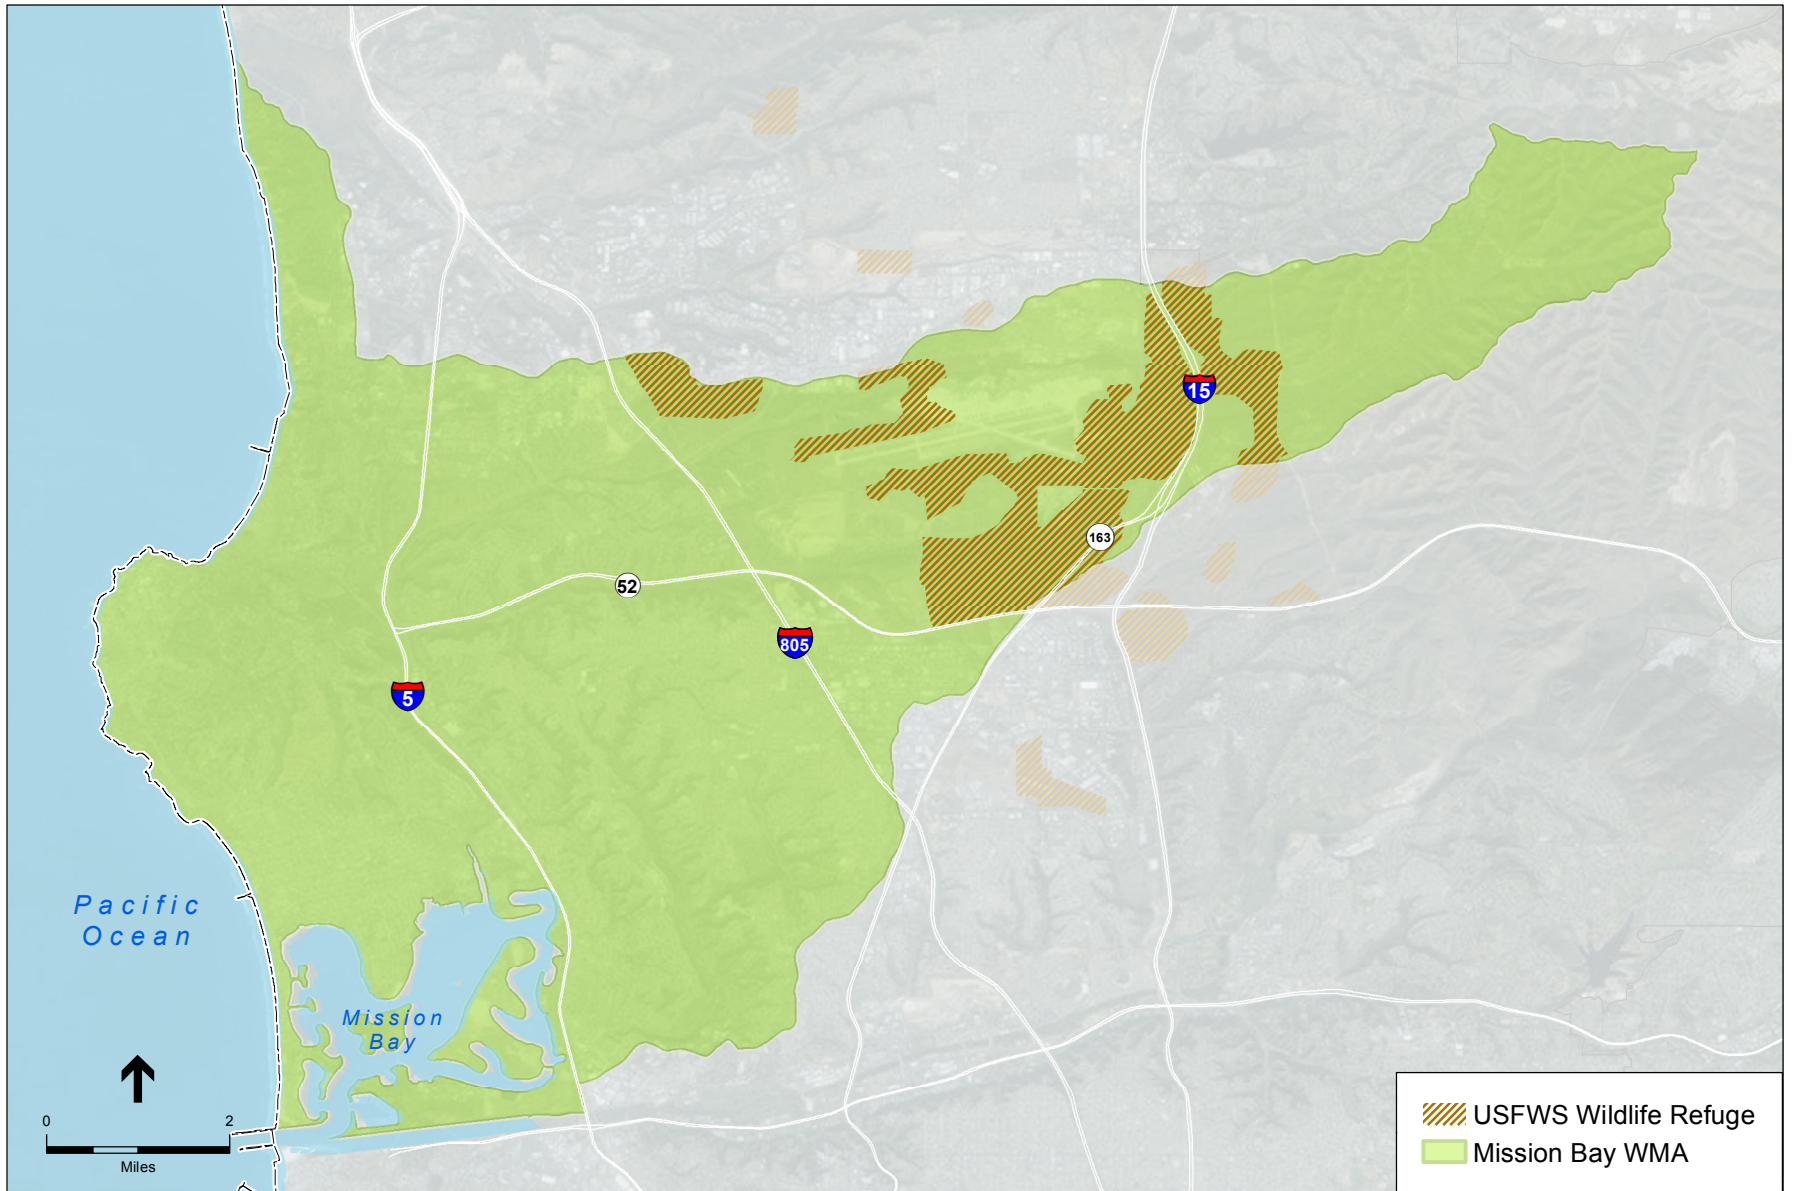 15
163
52
805
5
Pacific
Ocean
Mission
Bay
0 2
Miles
USFWS Wildlife Refuge
Mission Bay WMA